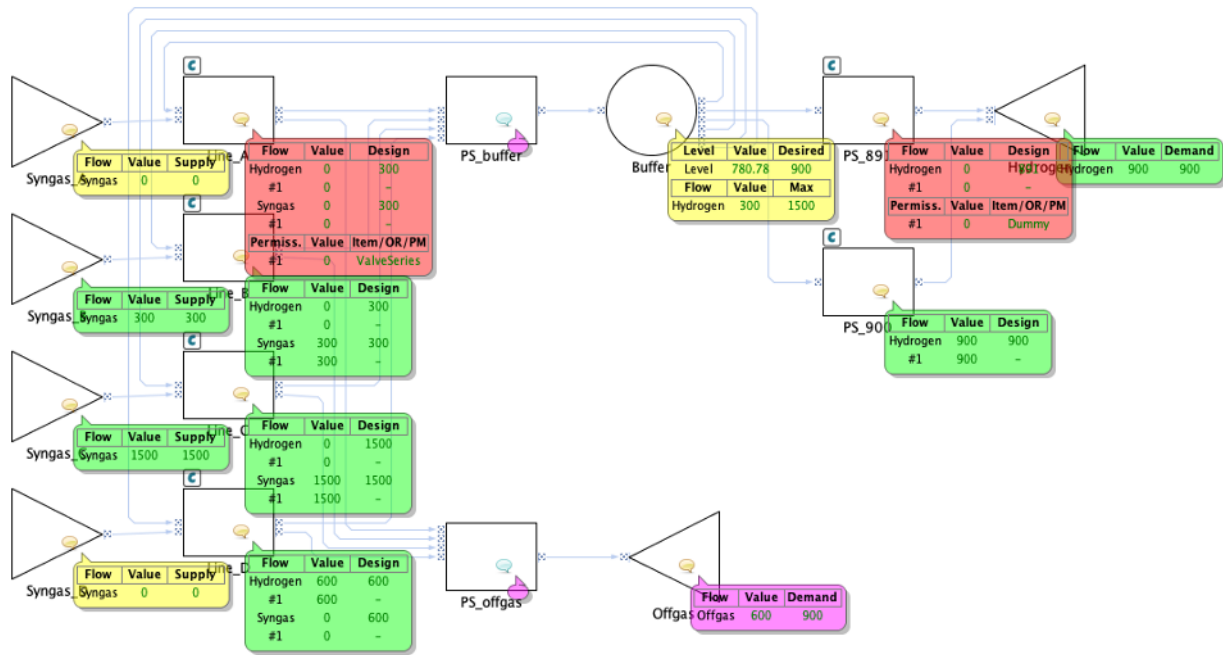 C
Syngas_A
Flow Value Supply
Syngas 0 0
Line_A
Flow Value Design
Hydrogen 0 300
#1 0 –
Syngas 0 300
#1 0 –
Permiss. Value Item/OR/PM
#1 0 ValveSeries
PS_buffer
Buffer
Level Value Desired
Level 780.78 900
Flow Value Max
Hydrogen 300 1500
C
PS_891
Flow Value Design
Hydrogen 0
#1 0 –
Permiss. Value Item/OR/PM
#1 0 Dummy
Hydrogen
Flow Value Demand
Hydrogen 900 900
C
PS_900
Flow Value Design
Hydrogen 900 900
#1 900 –
C
Flow Value Supply
Syngas 300 300
Line_B
Flow Value Design
Hydrogen 0 300
#1 0 –
Syngas 300 300
#1 300 –
C
Flow Value Supply
Syngas 1500 1500
Flow Value Design
Hydrogen 0 1500
#1 0 –
Syngas 1500 1500
#1 1500 –
C
Flow Value Supply
Syngas 0 0
Flow Value Design
Hydrogen 600 600
#1 600 –
Syngas 0 600
#1 0 –
PS_offgas
Offgas
Flow Value Demand
Offgas 600 900